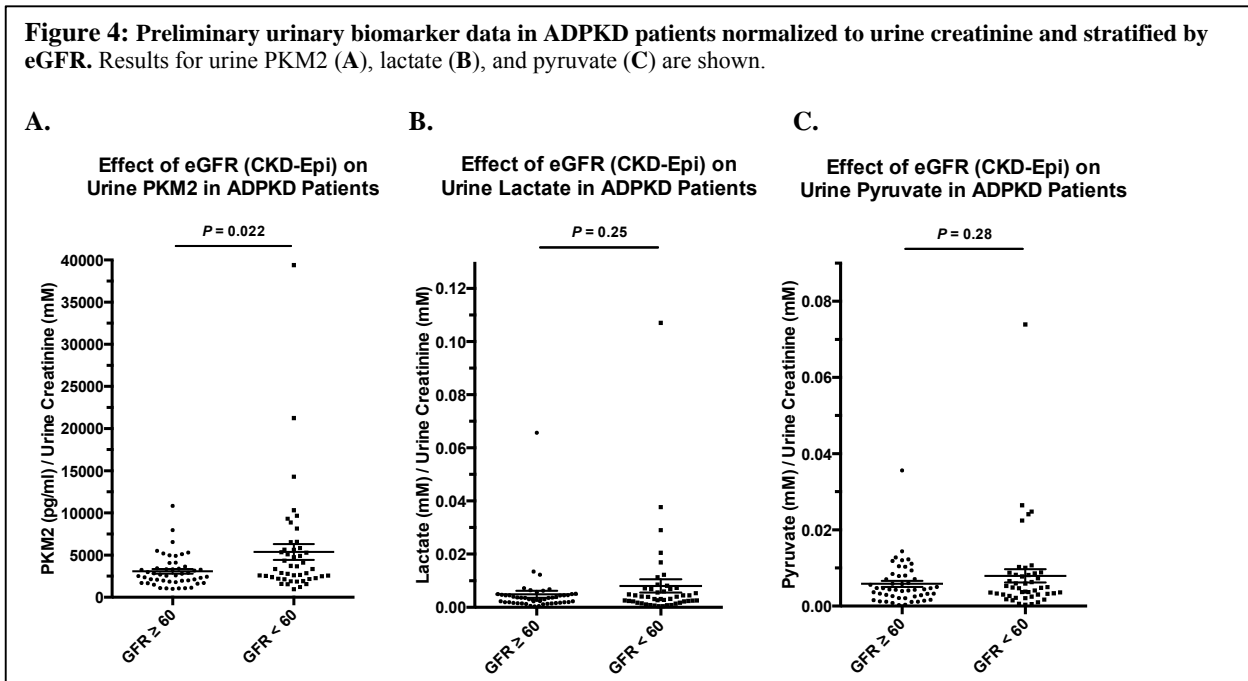 Figure 4: Preliminary urinary biomarker data in ADPKD patients normalized to urine creatinine and stratified by
eGFR. Results for urine PKM2 (A), lactate (B), and pyruvate (C) are shown.
A.
Effect of eGFR (CKD-Epi) on
Urine PKM2 in ADPKD Patients
P = 0.022
PKM2 (pg/ml) / Urine Creatinine (mM)
40000
35000
30000
25000
20000
15000
10000
5000
0
GFR ≥ 60
GFR < 60
B.
Effect of eGFR (CKD-Epi) on
Urine Lactate in ADPKD Patients
P = 0.25
Lactate (mM) / Urine Creatinine (mM)
0.12
0.10
0.08
0.06
0.04
0.02
0.00
GFR ≥ 60
GFR < 60
C.
Effect of eGFR (CKD-Epi) on
Urine Pyruvate in ADPKD Patients
P = 0.28
Pyruvate (mM) / Urine Creatinine (mM)
0.08
0.06
0.04
0.02
0.00
GFR ≥ 60
GFR < 60